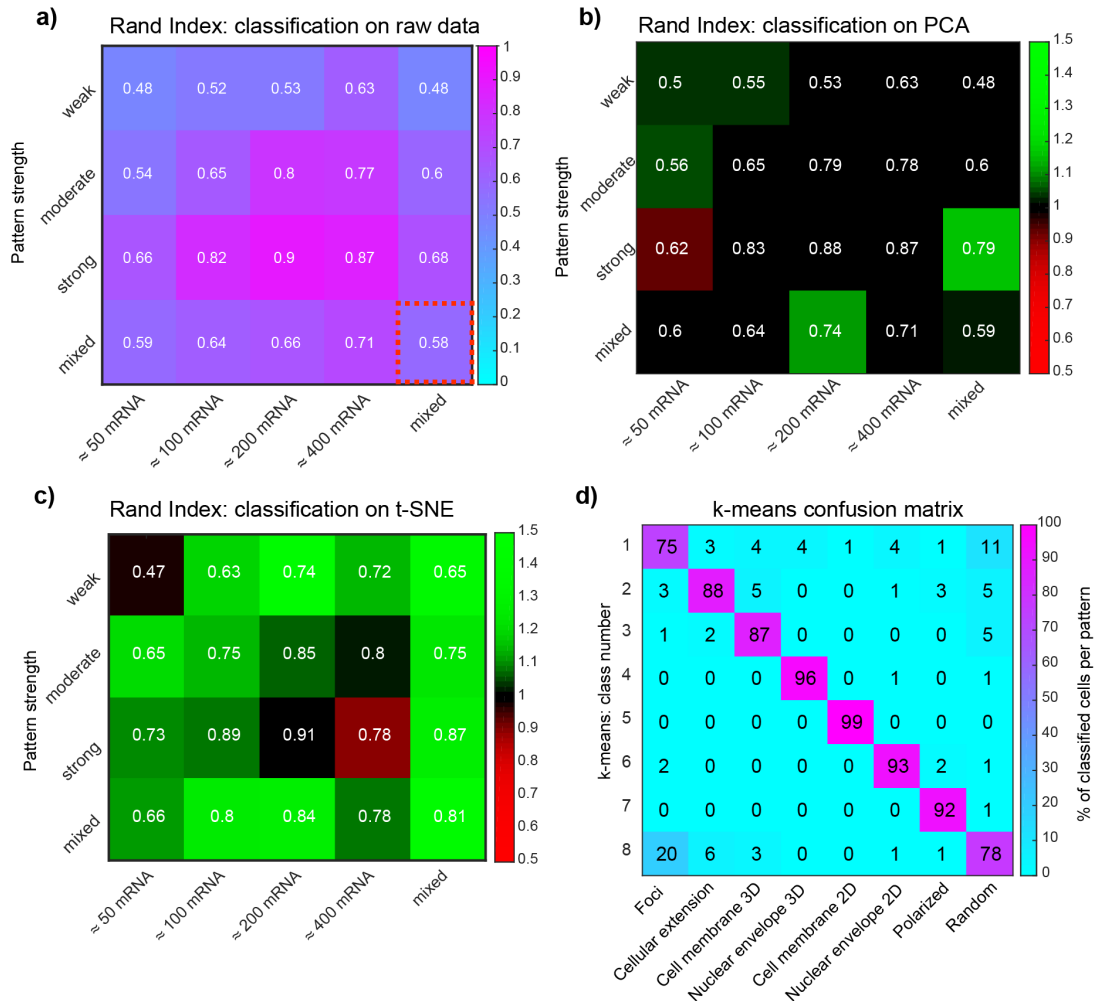 a)
Rand Index: classification on raw data
Pattern strength
weak
0.48 0.52 0.53 0.63 0.48
moderate
0.54 0.65 0.8 0.77 0.6
strong
0.66 0.82 0.9 0.87 0.68
mixed
0.59 0.64 0.66 0.71 0.58
≈ 50 mRNA
≈ 100 mRNA
≈ 200 mRNA
≈ 400 mRNA
mixed
1
0.9
0.8
0.7
0.6
0.5
0.4
0.3
0.2
0.1
0
b)
Rand Index: classification on PCA
Pattern strength
weak
0.5 0.55 0.53 0.63 0.48
moderate
0.56 0.65 0.79 0.78 0.6
strong
0.62 0.83 0.88 0.87 0.79
mixed
0.6 0.64 0.74 0.71 0.59
≈ 50 mRNA
≈ 100 mRNA
≈ 200 mRNA
≈ 400 mRNA
mixed
1.5
1.4
1.3
1.2
1.1
1
0.9
0.8
0.7
0.6
0.5
c)
Rand Index: classification on t-SNE
Pattern strength
weak
0.47 0.63 0.74 0.72 0.65
moderate
0.65 0.75 0.85 0.8 0.75
strong
0.73 0.89 0.91 0.78 0.87
mixed
0.66 0.8 0.84 0.78 0.81
≈ 50 mRNA
≈ 100 mRNA
≈ 200 mRNA
≈ 400 mRNA
mixed
1.5
1.4
1.3
1.2
1.1
1
0.9
0.8
0.7
0.6
0.5
d)
k-means confusion matrix
k-means: class number
1 75 3 4 4 1 4 1 11
2 3 88 5 0 0 1 3 5
3 1 2 87 0 0 0 0 5
4 0 0 0 96 0 1 0 1
5 0 0 0 0 99 0 0 0
6 2 0 0 0 0 93 2 1
7 0 0 0 0 0 0 92 1
8 20 6 3 0 0 1 1 78
Foci
Cellular extension
Cell membrane 3D
Nuclear envelope 3D
Cell membrane 2D
Nuclear envelope 2D
Polarized
Random
100
90
80
70
60
50
40
30
20
10
0
% of classified cells per pattern